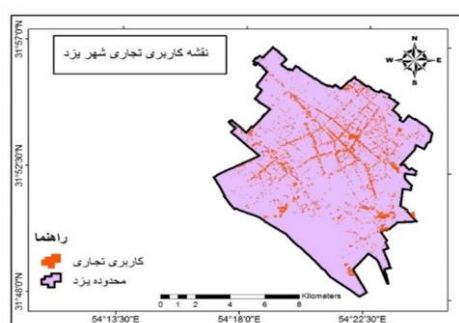 نقشه کاربری تجاری شهر یزد
N
W E
S
31°57'0"N
31°52'30"N
31°48'0"N
راهنما
کاربری تجاری
محدوده یزد
0 1 2 4 6 8 Kilometers
54°13'30"E 54°18'0"E 54°22'30"E